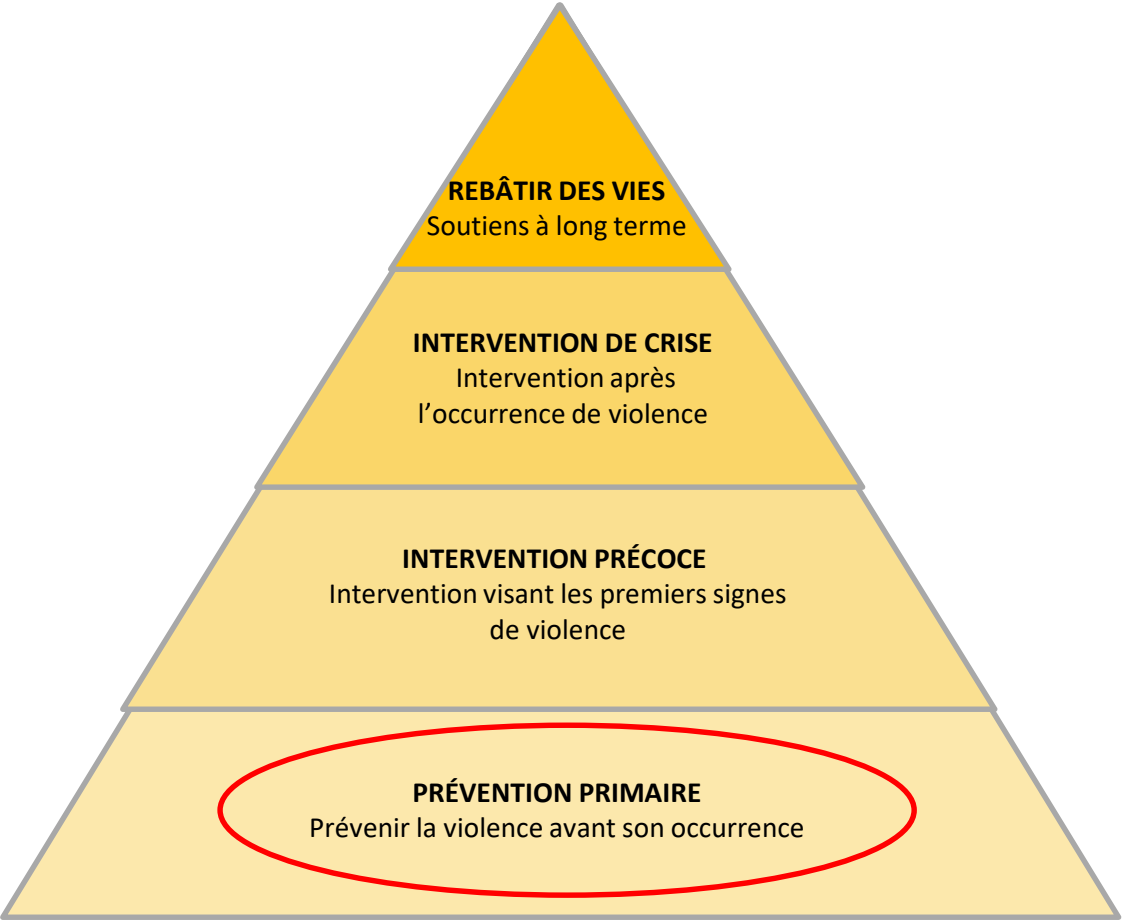 REBÂTIR DES VIES
Soutiens à long terme
INTERVENTION DE CRISE
Intervention après
l’occurrence de violence
INTERVENTION PRÉCOCE
Intervention visant les premiers signes
de violence
PRÉVENTION PRIMAIRE
Prévenir la violence avant son occurrence